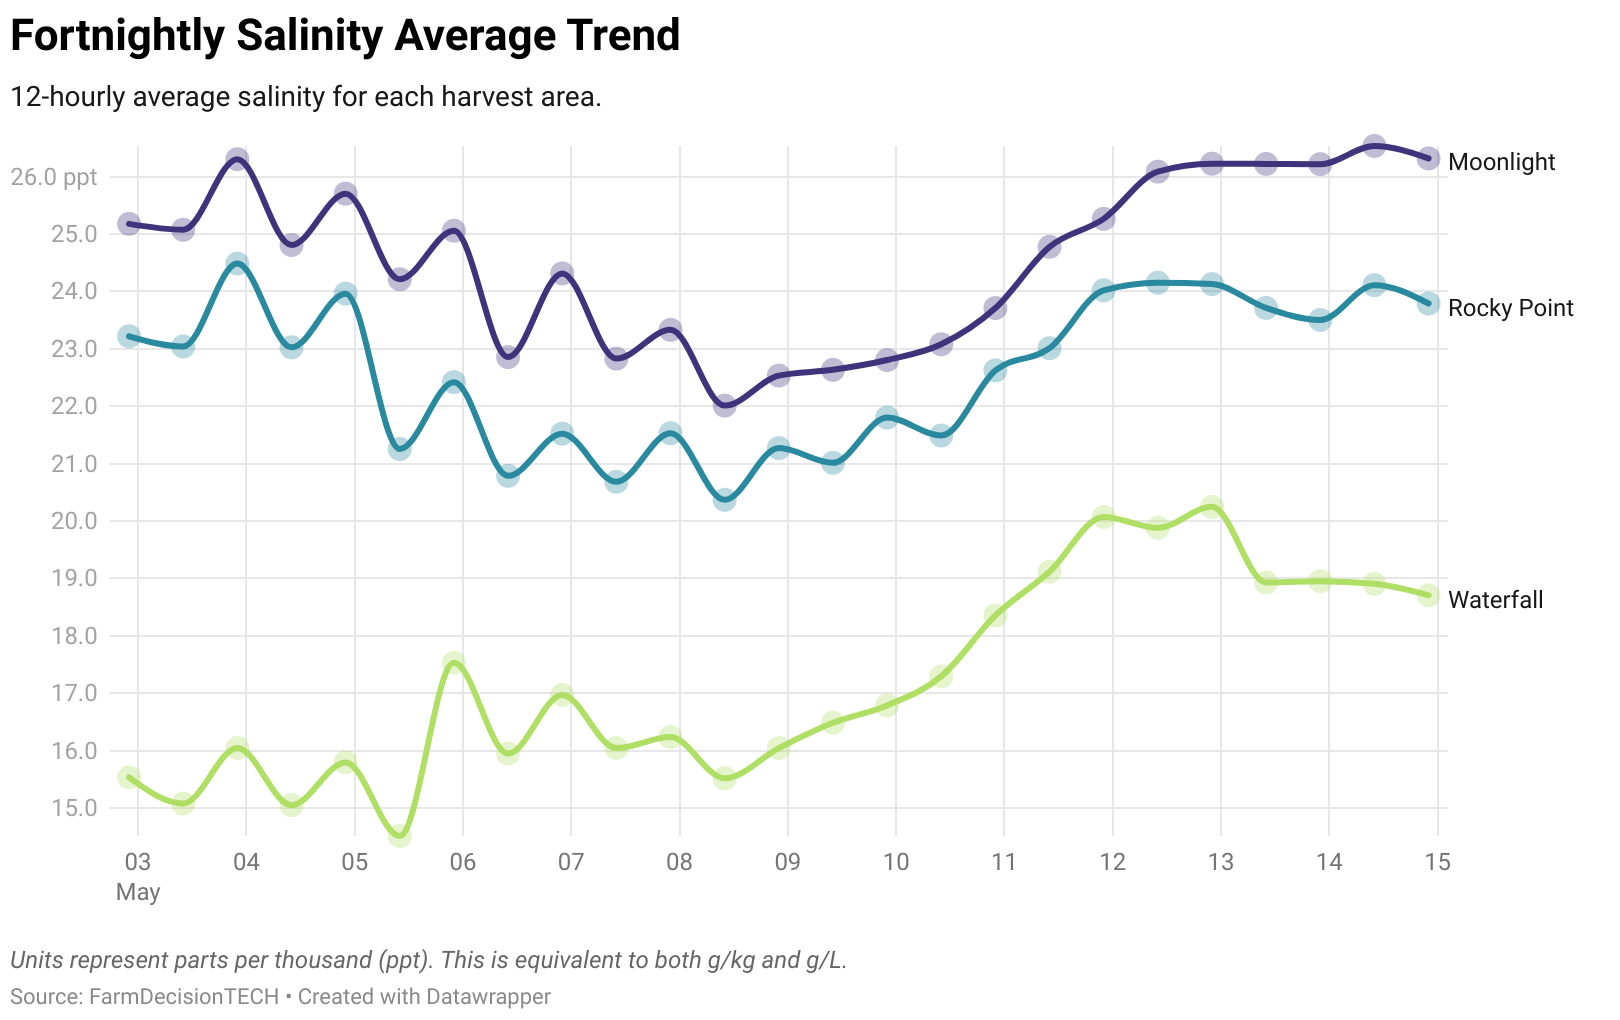 Fortnightly Salinity Average Trend
12-hourly average salinity for each harvest area.
26.0 ppt
25.0
24.0
23.0
22.0
21.0
20.0
19.0
18.0
17.0
16.0
15.0
Moonlight
Rocky Point
Waterfall
03 04 05 06 07 08 09 10 11 12 13 14 15
May
Units represent parts per thousand (ppt). This is equivalent to both g/kg and g/L.
Source: FarmDecisionTECH • Created with Datawrapper